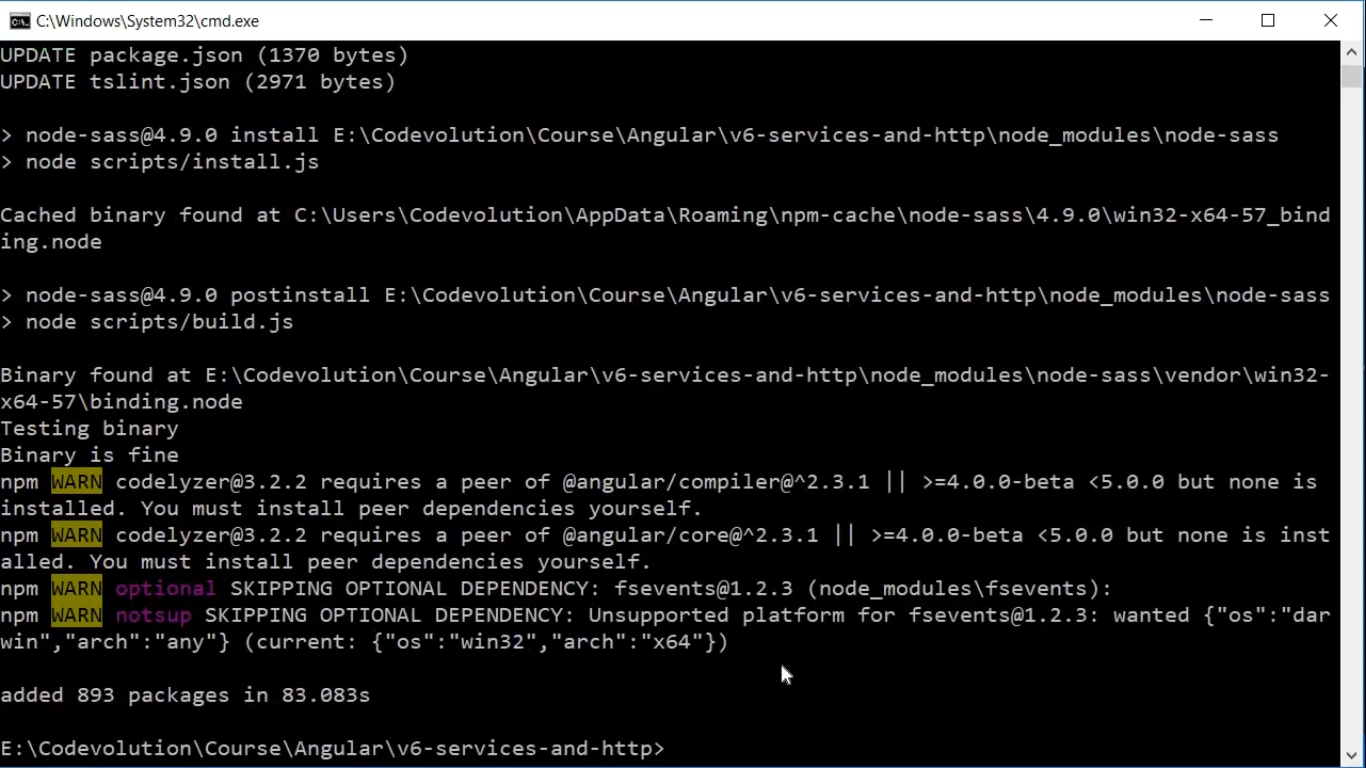 C:\Windows\System32\cmd.exe
UPDATE package.json (1370 bytes)
UPDATE tslint.json (2971 bytes)
> node-sass@4.9.0 install E:\Codevolution\Course\Angular\v6-services-and-http\node_modules\node-sass
> node scripts/install.js
Cached binary found at C:\Users\Codevolution\AppData\Roaming\npm-cache\node-sass\4.9.0\win32-x64-57_bind
ing.node
> node-sass@4.9.0 postinstall E:\Codevolution\Course\Angular\v6-services-and-http\node_modules\node-sass
> node scripts/build.js
Binary found at E:\Codevolution\Course\Angular\v6-services-and-http\node_modules\node-sass\vendor\win32-
x64-57\binding.node
Testing binary
Binary is fine
npm WARN codelyzer@3.2.2 requires a peer of @angular/compiler@^2.3.1 || >=4.0.0-beta <5.0.0 but none is
installed. You must install peer dependencies yourself.
npm WARN codelyzer@3.2.2 requires a peer of @angular/core@^2.3.1 || >=4.0.0-beta <5.0.0 but none is inst
alled. You must install peer dependencies yourself.
npm WARN optional SKIPPING OPTIONAL DEPENDENCY: fsevents@1.2.3 (node_modules\fsevents):
npm WARN notsup SKIPPING OPTIONAL DEPENDENCY: Unsupported platform for fsevents@1.2.3: wanted {"os":"dar
win","arch":"any"} (current: {"os":"win32","arch":"x64"})
added 893 packages in 83.083s
E:\Codevolution\Course\Angular\v6-services-and-http>